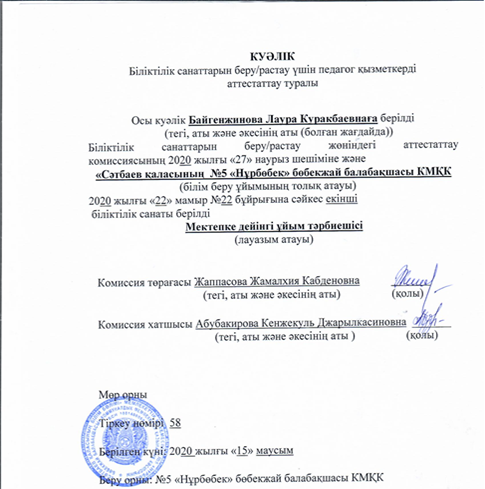 КУӘЛІК
Біліктілік санаттарын беру/растау үшін педагог қызметкерді
аттестаттау туралы
Осы куәлік Байгенжинова Лаура Куракбаевнаға берілді
(тегі, аты және әкесінің аты (болған жағдайда))
Біліктілік санаттарын беру/растау жөніндегі аттестаттау
комиссиясының 2020 жылғы «27» наурыз шешіміне және
«Сәтбаев қаласының №5 «Нұрбөбек» бөбекжай балабақшасы КМҚК
(білім беру ұйымының толық атауы)
2020 жылғы «22» мамыр №22 бұйрығына сәйкес екінші
біліктілік санаты берілді
Мектепке дейінгі ұйым тәрбиешісі
(лауазым атауы)
Комиссия төрағасы Жаппасова Жамалхия Кабденовна
(тегі, аты және әкесінің аты) (қолы)
Комиссия хатшысы Абубакирова Кенжекуль Джарылкасиновна
(тегі, аты және әкесінің аты ) (қолы)
Мөр орны
Тіркеу нөмірі 58
Берілген күні: 2020 жылғы «15» маусым
Беру орны: №5 «Нұрбөбек» бөбекжай балабақшасы КМҚК